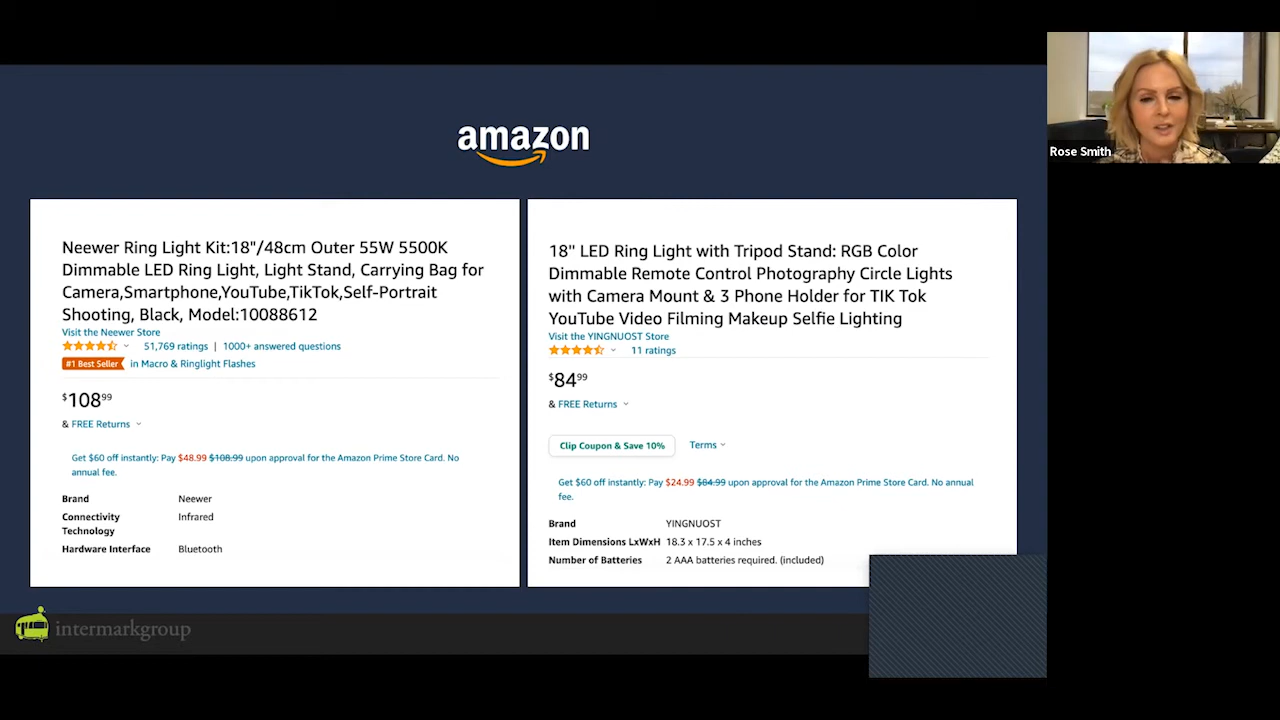 amazon
Neewer Ring Light Kit:18"/48cm Outer 55W 5500K
Dimmable LED Ring Light, Light Stand, Carrying Bag for
Camera,Smartphone,YouTube,TikTok,Self-Portrait
Shooting, Black, Model:10088612
Visit the Neewer Store
51,769 ratings | 1000+ answered questions
#1 Best Seller in Macro & Ringlight Flashes
$10899
& FREE Returns
Get $60 off instantly: Pay $48.99 $108.99 upon approval for the Amazon Prime Store Card. No
annual fee.
Brand Neewer
Connectivity Infrared
Technology
Hardware Interface Bluetooth
18" LED Ring Light with Tripod Stand: RGB Color
Dimmable Remote Control Photography Circle Lights
with Camera Mount & 3 Phone Holder for TIK Tok
YouTube Video Filming Makeup Selfie Lighting
Visit the YINGNUOST Store
11 ratings
$8499
& FREE Returns
Clip Coupon & Save 10% Terms
Get $60 off instantly: Pay $24.99 $84.99 upon approval for the Amazon Prime Store Card. No annual
fee.
Brand YINGNUOST
Item Dimensions LxWxH 18.3 x 17.5 x 4 inches
Number of Batteries 2 AAA batteries required. (included)
intermarkgroup
Rose Smith